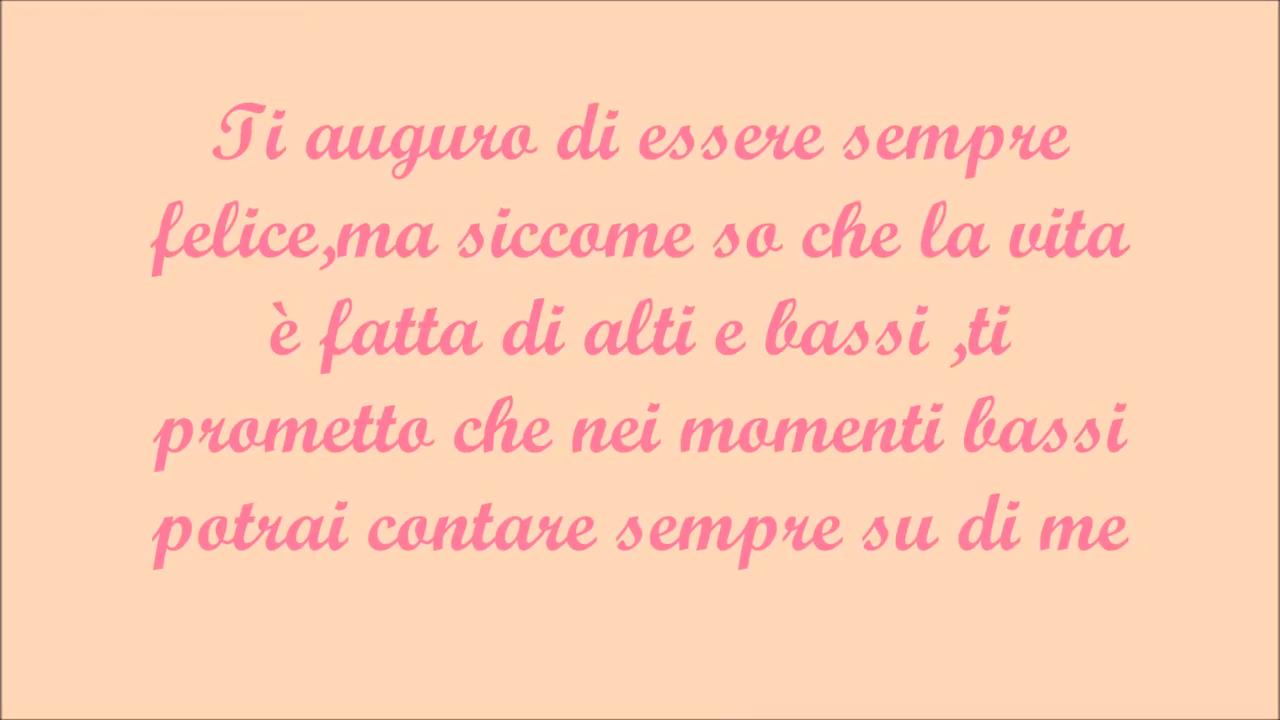 Ti auguro di essere sempre
felice,ma siccome so che la vita
è fatta di alti e bassi ,ti
prometto che nei momenti bassi
potrai contare sempre su di me